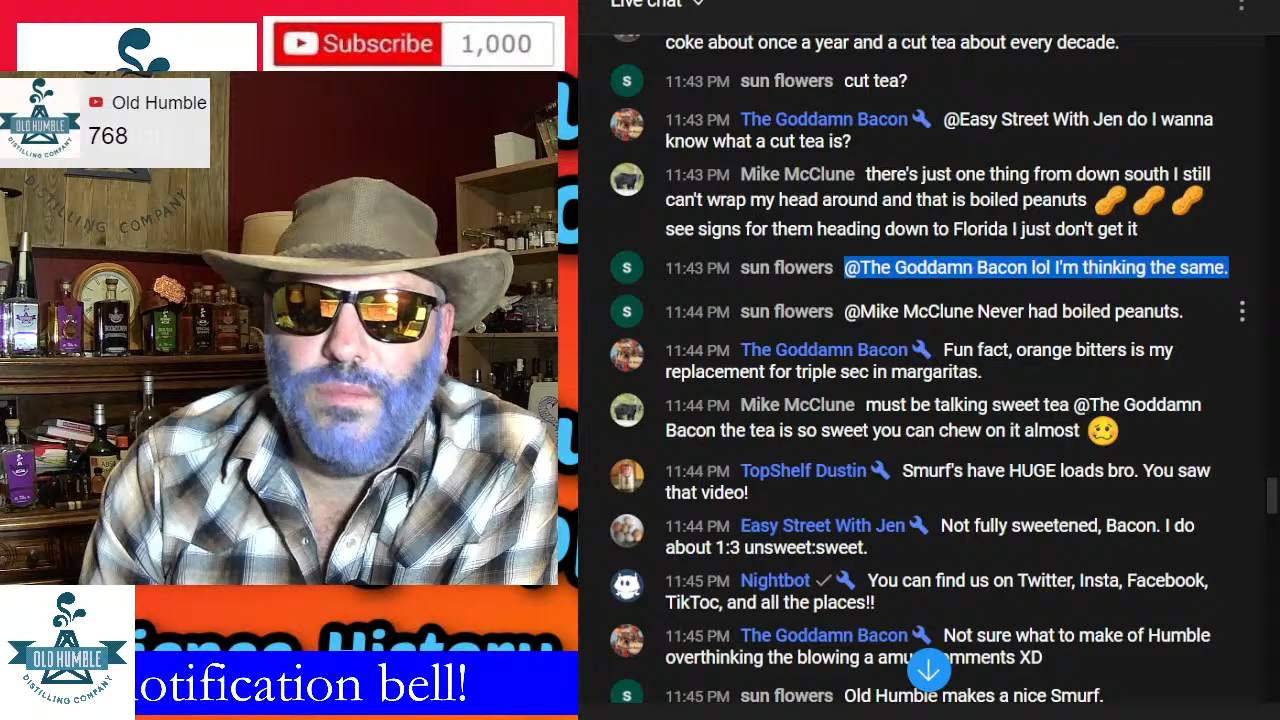 Subscribe 1,000
Old Humble
768
OLD HUMBLE
DISTILLING COMPANY
DISTILLING COMPANY
OLD HUMBLE
DISTILLING COMPANY
ience, History
otification bell!
Live chat
coke about once a year and a cut tea about every decade.
S 11:43 PM sun flowers cut tea?
11:43 PM The Goddamn Bacon @Easy Street With Jen do I wanna
know what a cut tea is?
11:43 PM Mike McClune there's just one thing from down south I still
can't wrap my head around and that is boiled peanuts
see signs for them heading down to Florida I just don't get it
S 11:43 PM sun flowers @The Goddamn Bacon lol I'm thinking the same.
S 11:44 PM sun flowers @Mike McClune Never had boiled peanuts.
11:44 PM The Goddamn Bacon Fun fact, orange bitters is my
replacement for triple sec in margaritas.
11:44 PM Mike McClune must be talking sweet tea @The Goddamn
Bacon the tea is so sweet you can chew on it almost
11:44 PM TopShelf Dustin Smurf's have HUGE loads bro. You saw
that video!
11:44 PM Easy Street With Jen Not fully sweetened, Bacon. I do
about 1:3 unsweet:sweet.
11:45 PM Nightbot You can find us on Twitter, Insta, Facebook,
TikToc, and all the places!!
11:45 PM The Goddamn Bacon Not sure what to make of Humble
overthinking the blowing a amu omments XD
S 11:45 PM sun flowers Old Humble makes a nice Smurf.